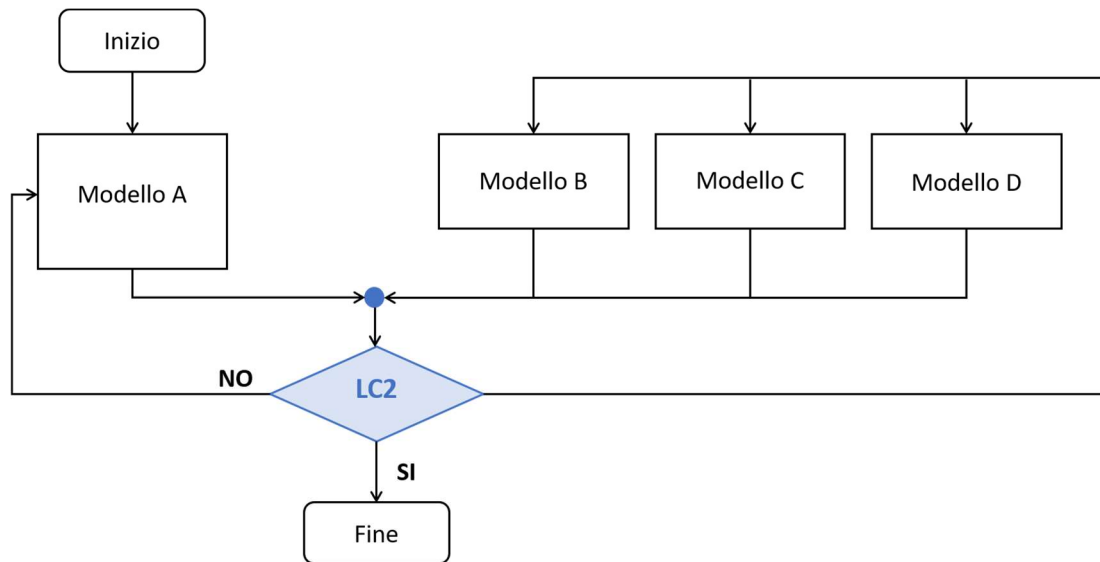 Inizio
Modello A
Modello B
Modello C
Modello D
NO
LC2
SI
Fine